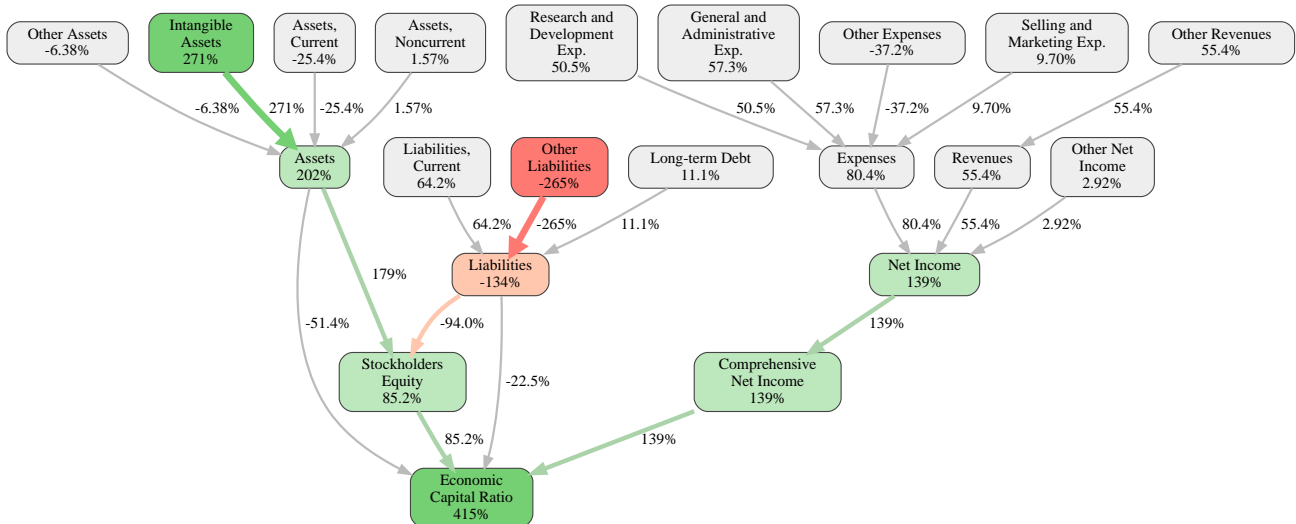 Other Assets
-6.38%
Intangible
Assets
271%
Assets,
Current
-25.4%
Assets,
Noncurrent
1.57%
Research and
Development
Exp.
50.5%
General and
Administrative
Exp.
57.3%
Other Expenses
-37.2%
Selling and
Marketing Exp.
9.70%
Other Revenues
55.4%
-6.38%
271%
-25.4%
1.57%
50.5%
57.3%
-37.2%
9.70%
55.4%
Assets
202%
Liabilities,
Current
64.2%
Other
Liabilities
-265%
Long-term Debt
11.1%
Expenses
80.4%
Revenues
55.4%
Other Net
Income
2.92%
64.2%
-265%
11.1%
80.4%
55.4%
2.92%
Liabilities
-134%
Net Income
139%
179%
-51.4%
-94.0%
-22.5%
139%
Stockholders
Equity
85.2%
Comprehensive
Net Income
139%
85.2%
139%
Economic
Capital Ratio
415%